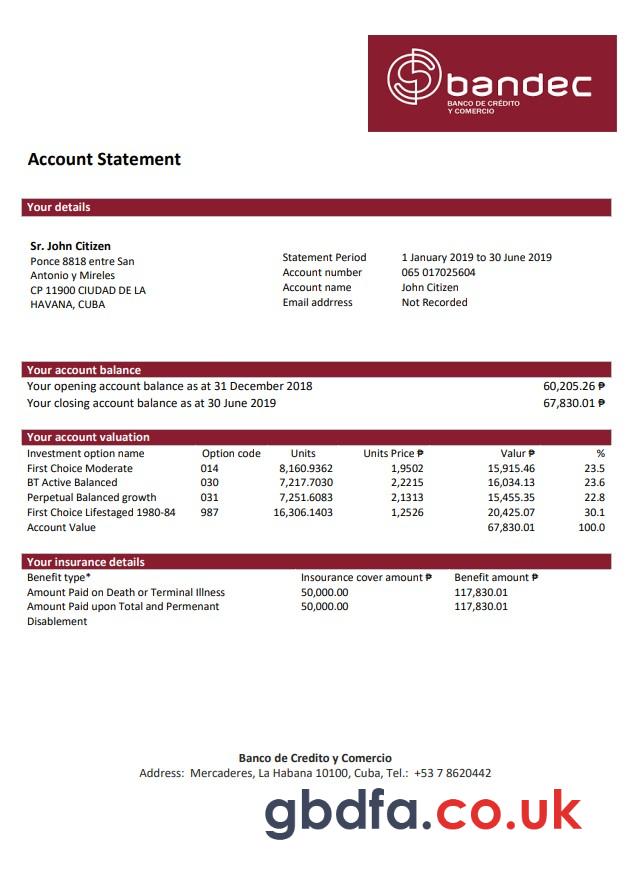 bandec
BANCO DE CRÉDITO
Y COMERCIO
Account Statement
Your details
Sr. John Citizen
Ponce 8818 entre San
Antonio y Mireles
CP 11900 CIUDAD DE LA
HAVANA, CUBA
Statement Period 1 January 2019 to 30 June 2019
Account number 065 017025604
Account name John Citizen
Email addrress Not Recorded
Your account balance
Your opening account balance as at 31 December 2018 60,205.26 ₱
Your closing account balance as at 30 June 2019 67,830.01 ₱
Your account valuation
Investment option name Option code Units Units Price ₱ Valur ₱ %
First Choice Moderate 014 8,160.9362 1,9502 15,915.46 23.5
BT Active Balanced 030 7,217.7030 2,2215 16,034.13 23.6
Perpetual Balanced growth 031 7,251.6083 2,1313 15,455.35 22.8
First Choice Lifestaged 1980-84 987 16,306.1403 1,2526 20,425.07 30.1
Account Value 67,830.01 100.0
Your insurance details
Benefit type* Insourance cover amount ₱ Benefit amount ₱
Amount Paid on Death or Terminal Illness 50,000.00 117,830.01
Amount Paid upon Total and Permenant 50,000.00 117,830.01
Disablement
Banco de Credito y Comercio
Address: Mercaderes, La Habana 10100, Cuba, Tel.: +53 7 8620442
gbdfa.co.uk